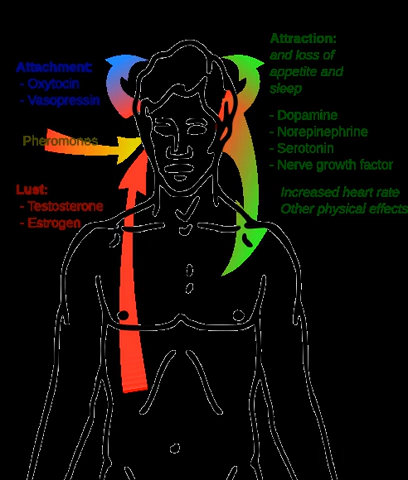 Attachment:
- Oxytocin
- Vasopressin
Pheromones
Lust:
- Testosterone
- Estrogen
Attraction:
and loss of
appetite and
sleep
- Dopamine
- Norepinephrine
- Serotonin
- Nerve growth factor
Increased heart rate
Other physical effects